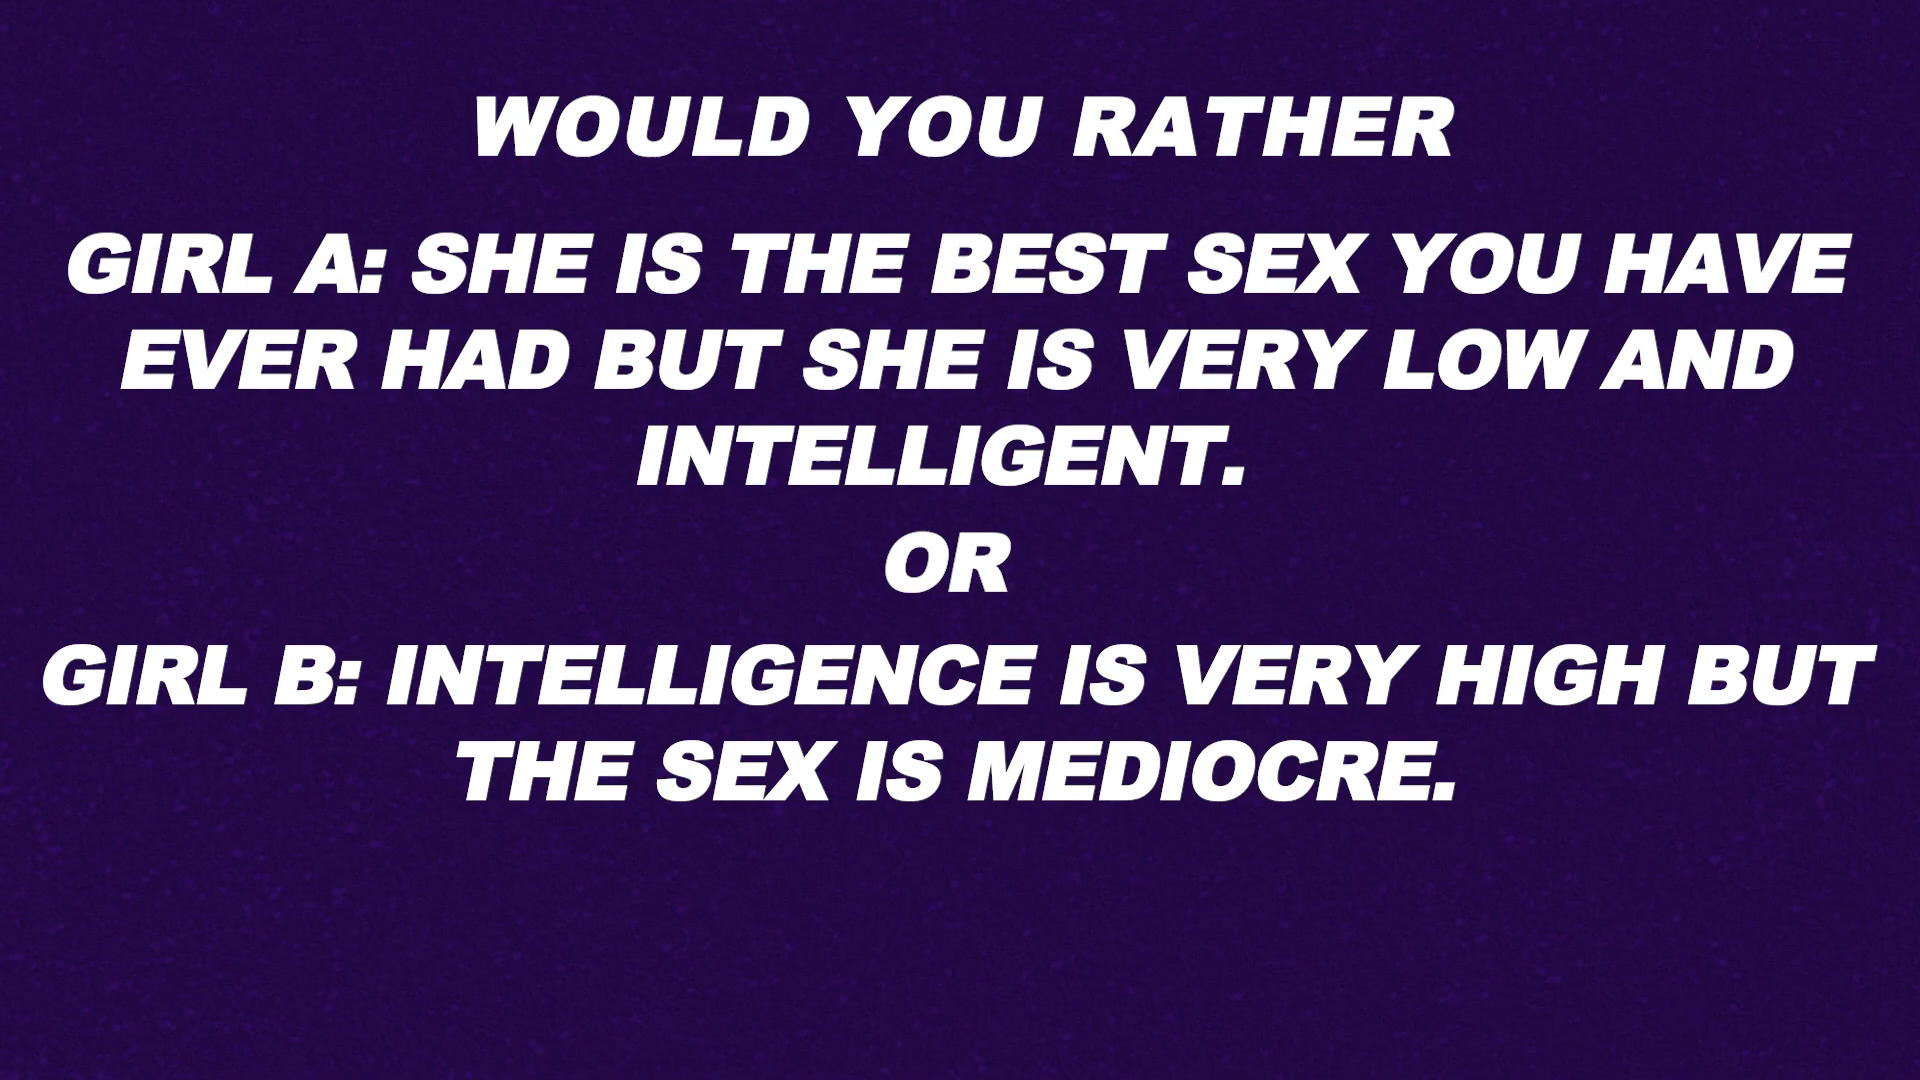 WOULD YOU RATHER
GIRL A: SHE IS THE BEST SEX YOU HAVE
EVER HAD BUT SHE IS VERY LOW AND
INTELLIGENT.
OR
GIRL B: INTELLIGENCE IS VERY HIGH BUT
THE SEX IS MEDIOCRE.